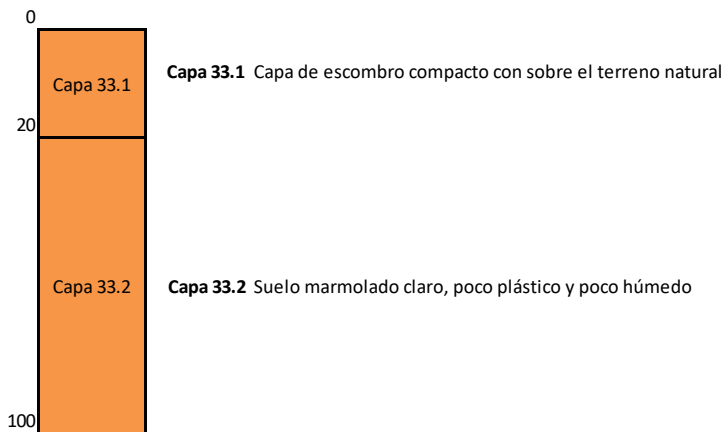 0
Capa 33.1
Capa 33.1 Capa de escombro compacto con sobre el terreno natural
20
Capa 33.2
Capa 33.2 Suelo marmolado claro, poco plástico y poco húmedo
100